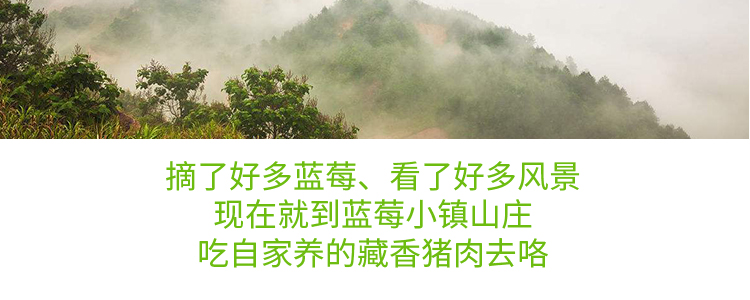 摘了好多蓝莓、看了好多风景
现在就到蓝莓小镇山庄
吃自家养的藏香猪肉去咯